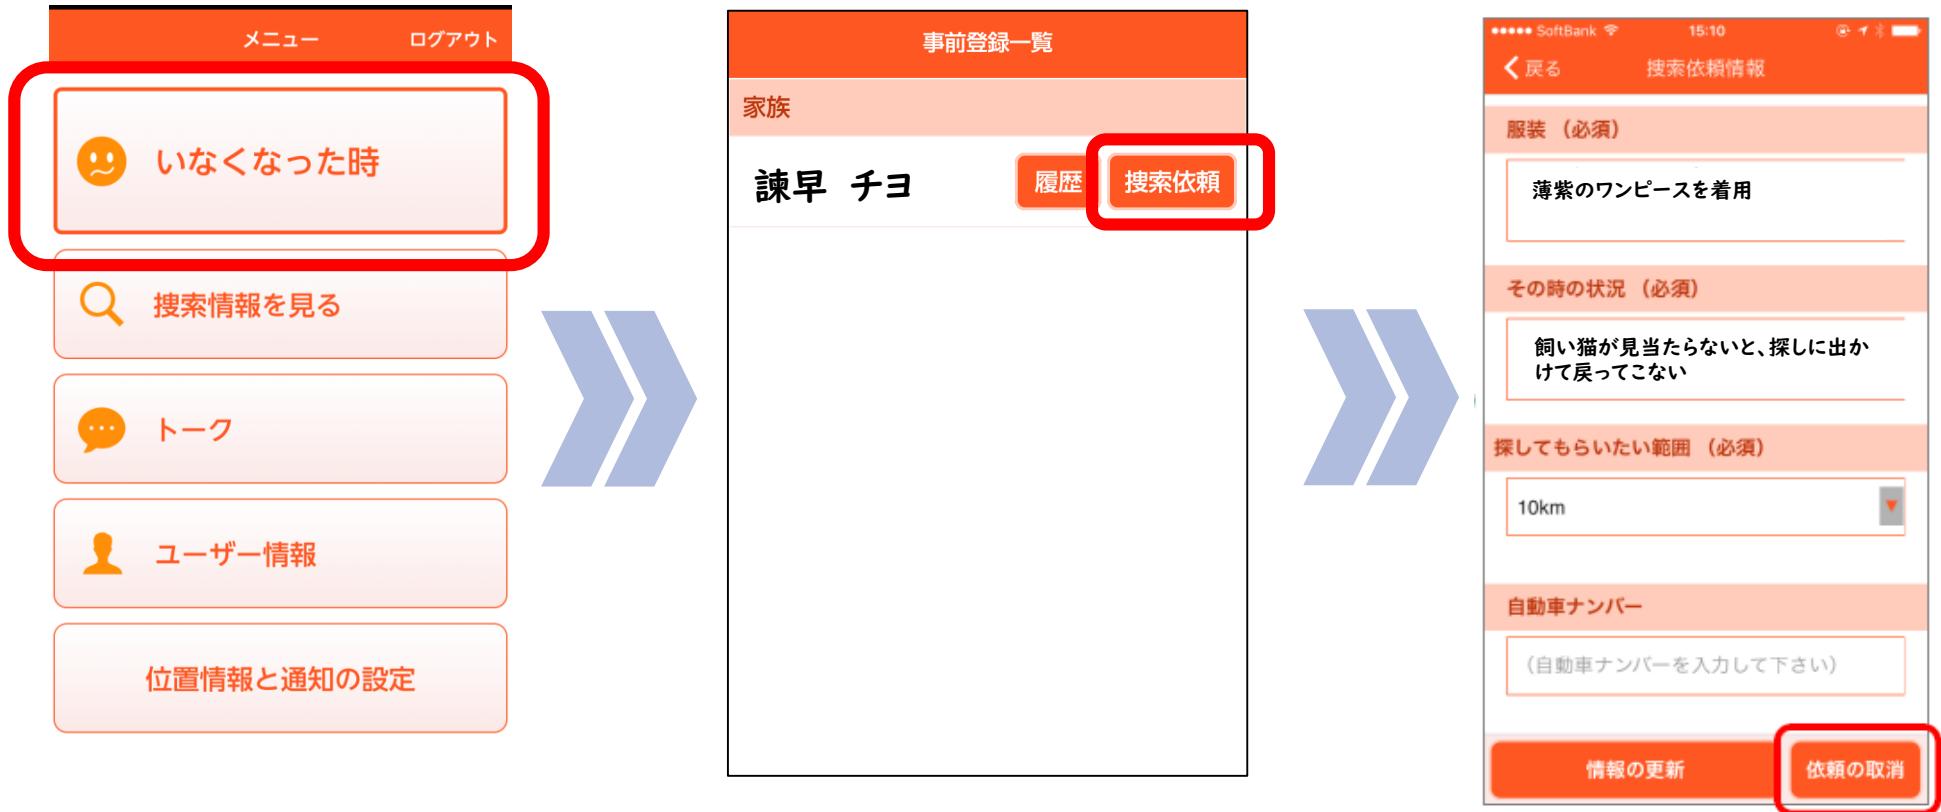 メニュー ログアウト
いなくなった時
捜索情報を見る
トーク
ユーザー情報
位置情報と通知の設定
事前登録一覧
家族
諫早 チヨ 履歴 捜索依頼
SoftBank 15:10
戻る 捜索依頼情報
服装 (必須)
薄紫のワンピースを着用
その時の状況 (必須)
飼い猫が見当たらないと、探しに出か
けて戻ってこない
探してもらいたい範囲 (必須)
10km
自動車ナンバー
(自動車ナンバーを入力して下さい)
情報の更新 依頼の取消